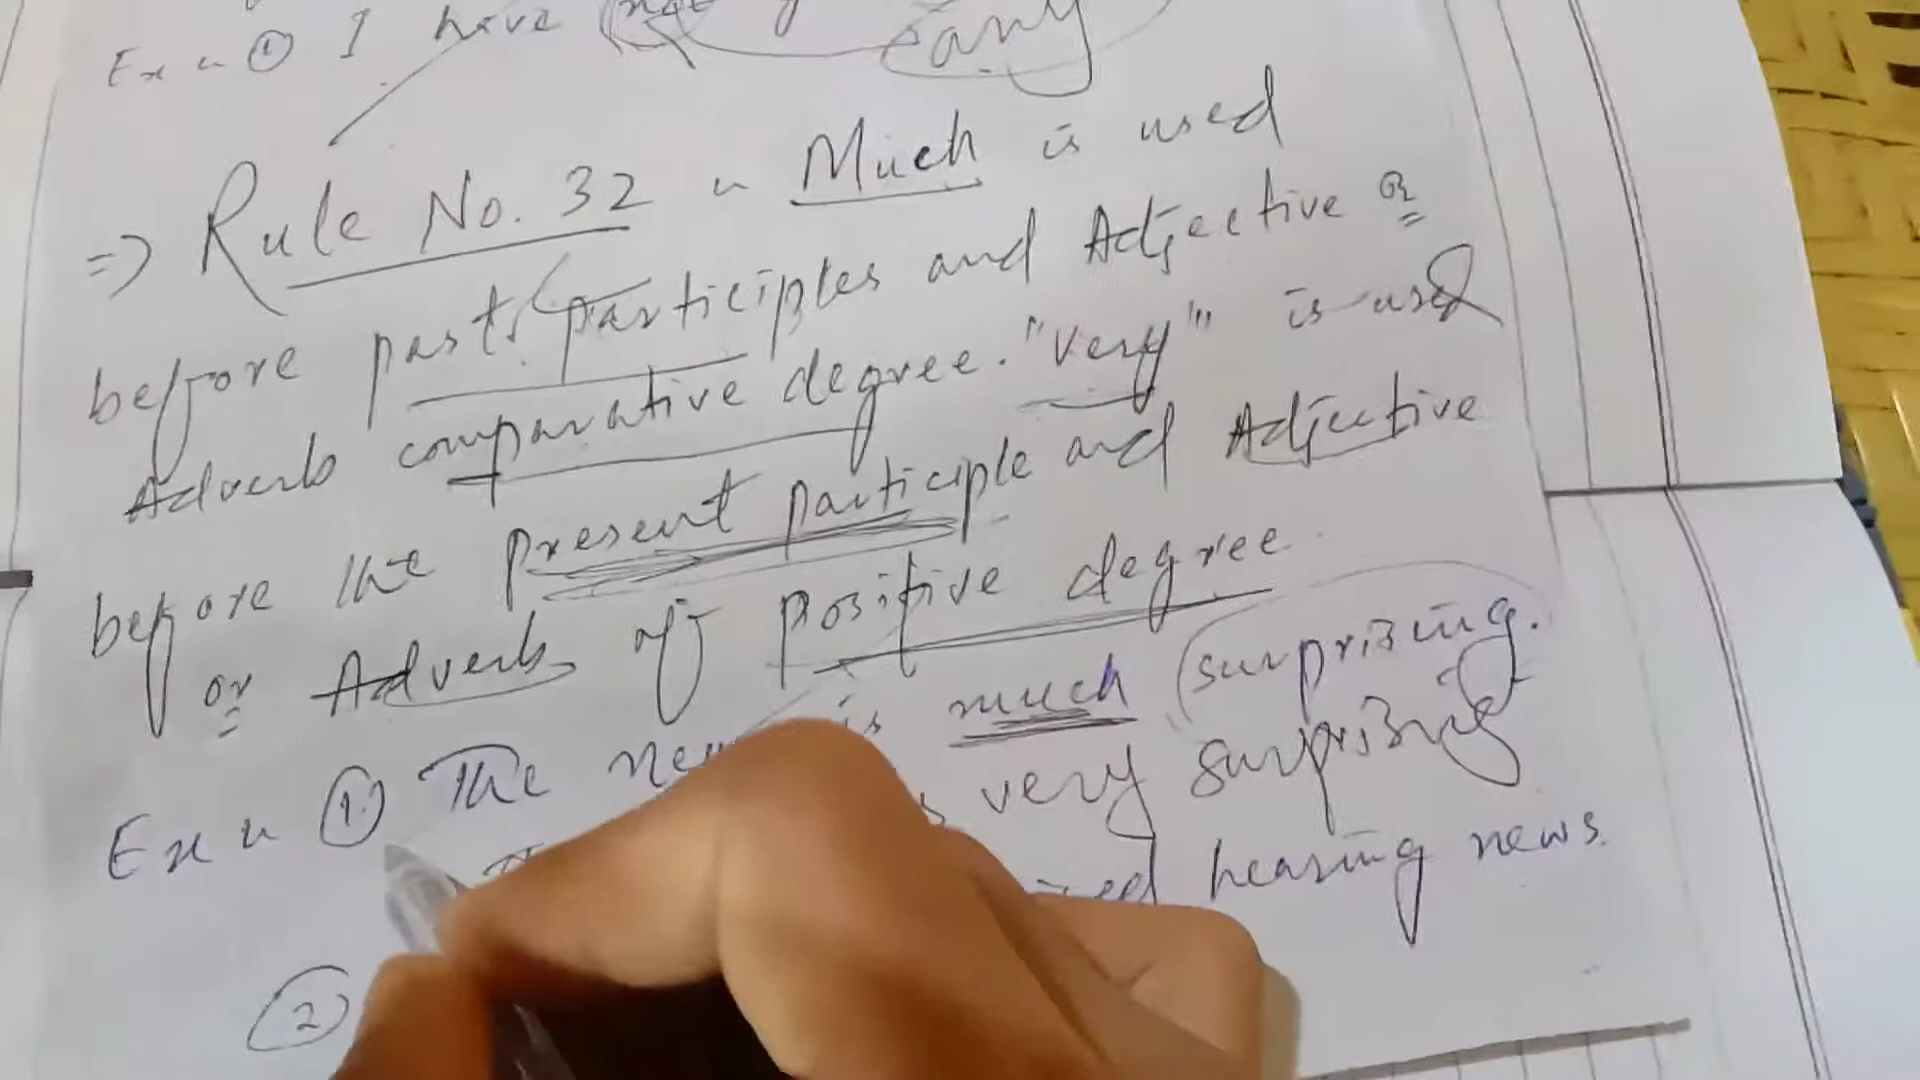 Ex ① I have not any
⇒ Rule No. 32 Much is used
before past participles and Adjective or
Adverb comparative degree. "very" is used
before the present participle and Adjective
or Adverb of positive degree.
Ex ① The is much surprising.
very surprising
hearing news.
②